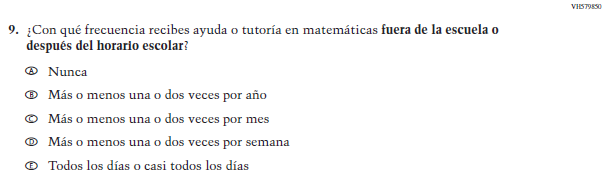 VH579850
9. ¿Con qué frecuencia recibes ayuda o tutoría en matemáticas fuera de la escuela o
después del horario escolar?
A Nunca
B Más o menos una o dos veces por año
C Más o menos una o dos veces por mes
D Más o menos una o dos veces por semana
E Todos los días o casi todos los días